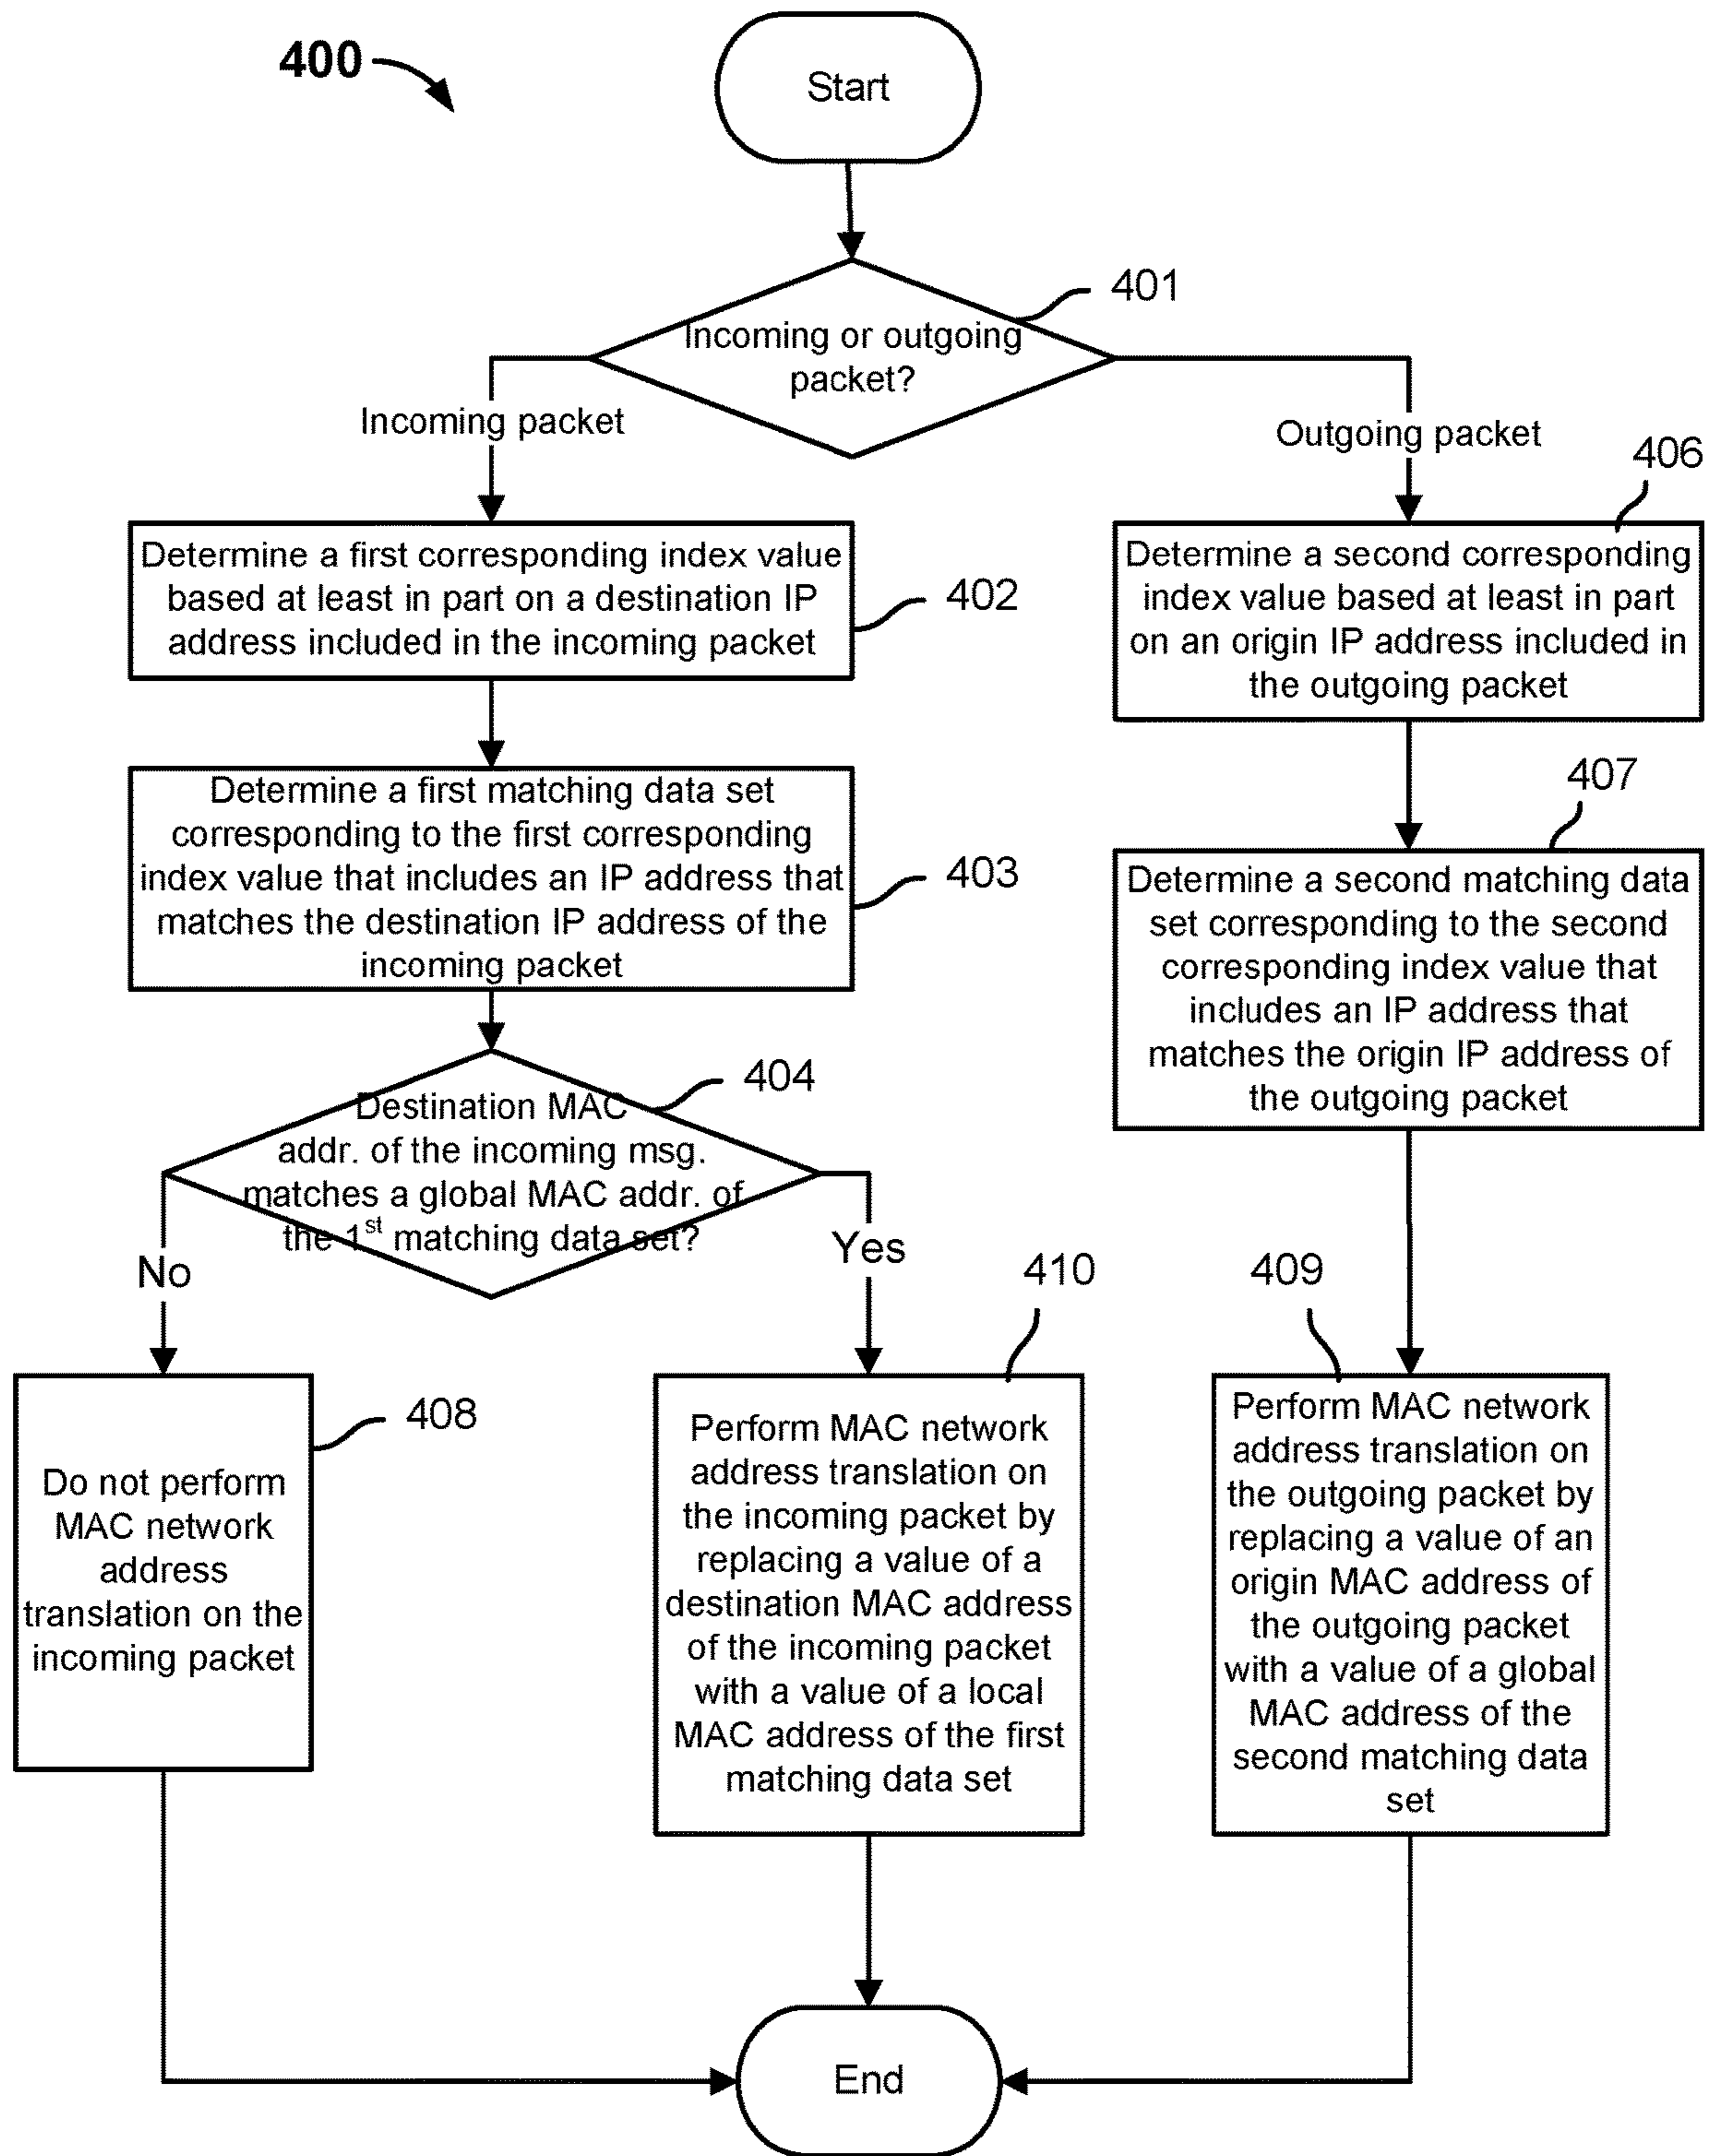 400
Start
401
Incoming or outgoing
packet?
Incoming packet
Outgoing packet
406
Determine a first corresponding index value
based at least in part on a destination IP
address included in the incoming packet
402
Determine a second corresponding
index value based at least in part
on an origin IP address included in
the outgoing packet
Determine a first matching data set
corresponding to the first corresponding
index value that includes an IP address that
matches the destination IP address of the
incoming packet
403
407
Determine a second matching data
set corresponding to the second
corresponding index value that
includes an IP address that
matches the origin IP address of
the outgoing packet
404
Destination MAC
addr. of the incoming msg.
matches a global MAC addr. of
the 1st matching data set?
No
Yes
408
Do not perform
MAC network
address
translation on the
incoming packet
410
Perform MAC network
address translation on
the incoming packet by
replacing a value of a
destination MAC address
of the incoming packet
with a value of a local
MAC address of the first
matching data set
409
Perform MAC network
address translation on
the outgoing packet by
replacing a value of an
origin MAC address of
the outgoing packet
with a value of a global
MAC address of the
second matching data
set
End